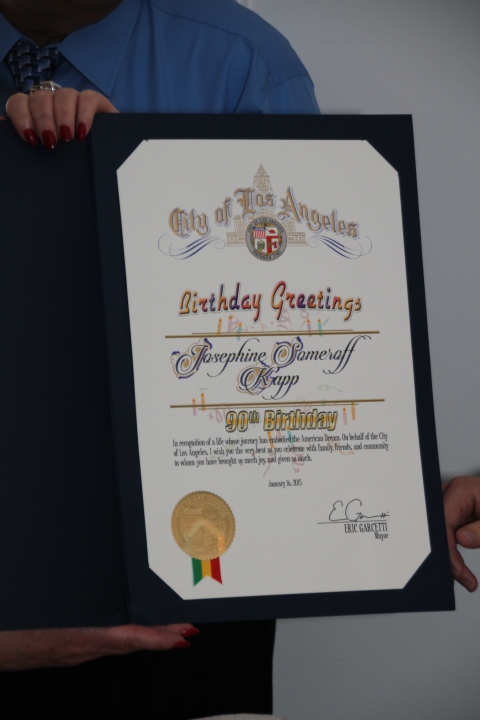 City of Los Angeles
Birthday Greetings
Josephine Someroff
Kapp
90th Birthday
In recognition of a life whose journey has embodied the American Dream. On behalf of the City
of Los Angeles, I wish you the very best as you celebrate with family, friends, and community
to whom you have brought so much joy and given so much.
January 16, 2015
ERIC GARCETTI
Mayor